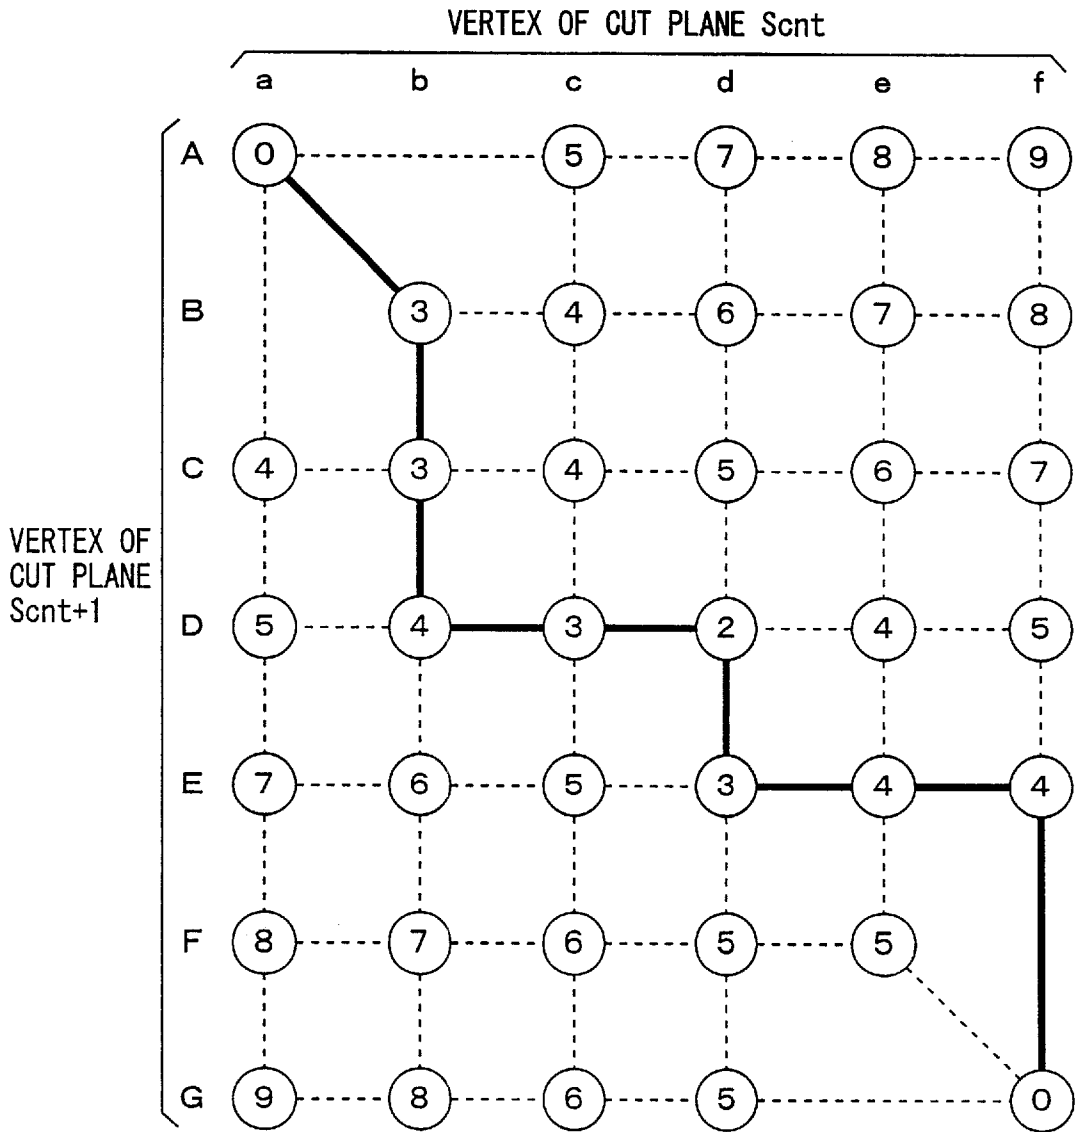 VERTEX OF CUT PLANE Scnt
a b c d e f
A 0 5 7 8 9
B 3 4 6 7 8
C 4 3 4 5 6 7
VERTEX OF
CUT PLANE
Scnt+1
D 5 4 3 2 4 5
E 7 6 5 3 4 4
F 8 7 6 5 5
G 9 8 6 5 0